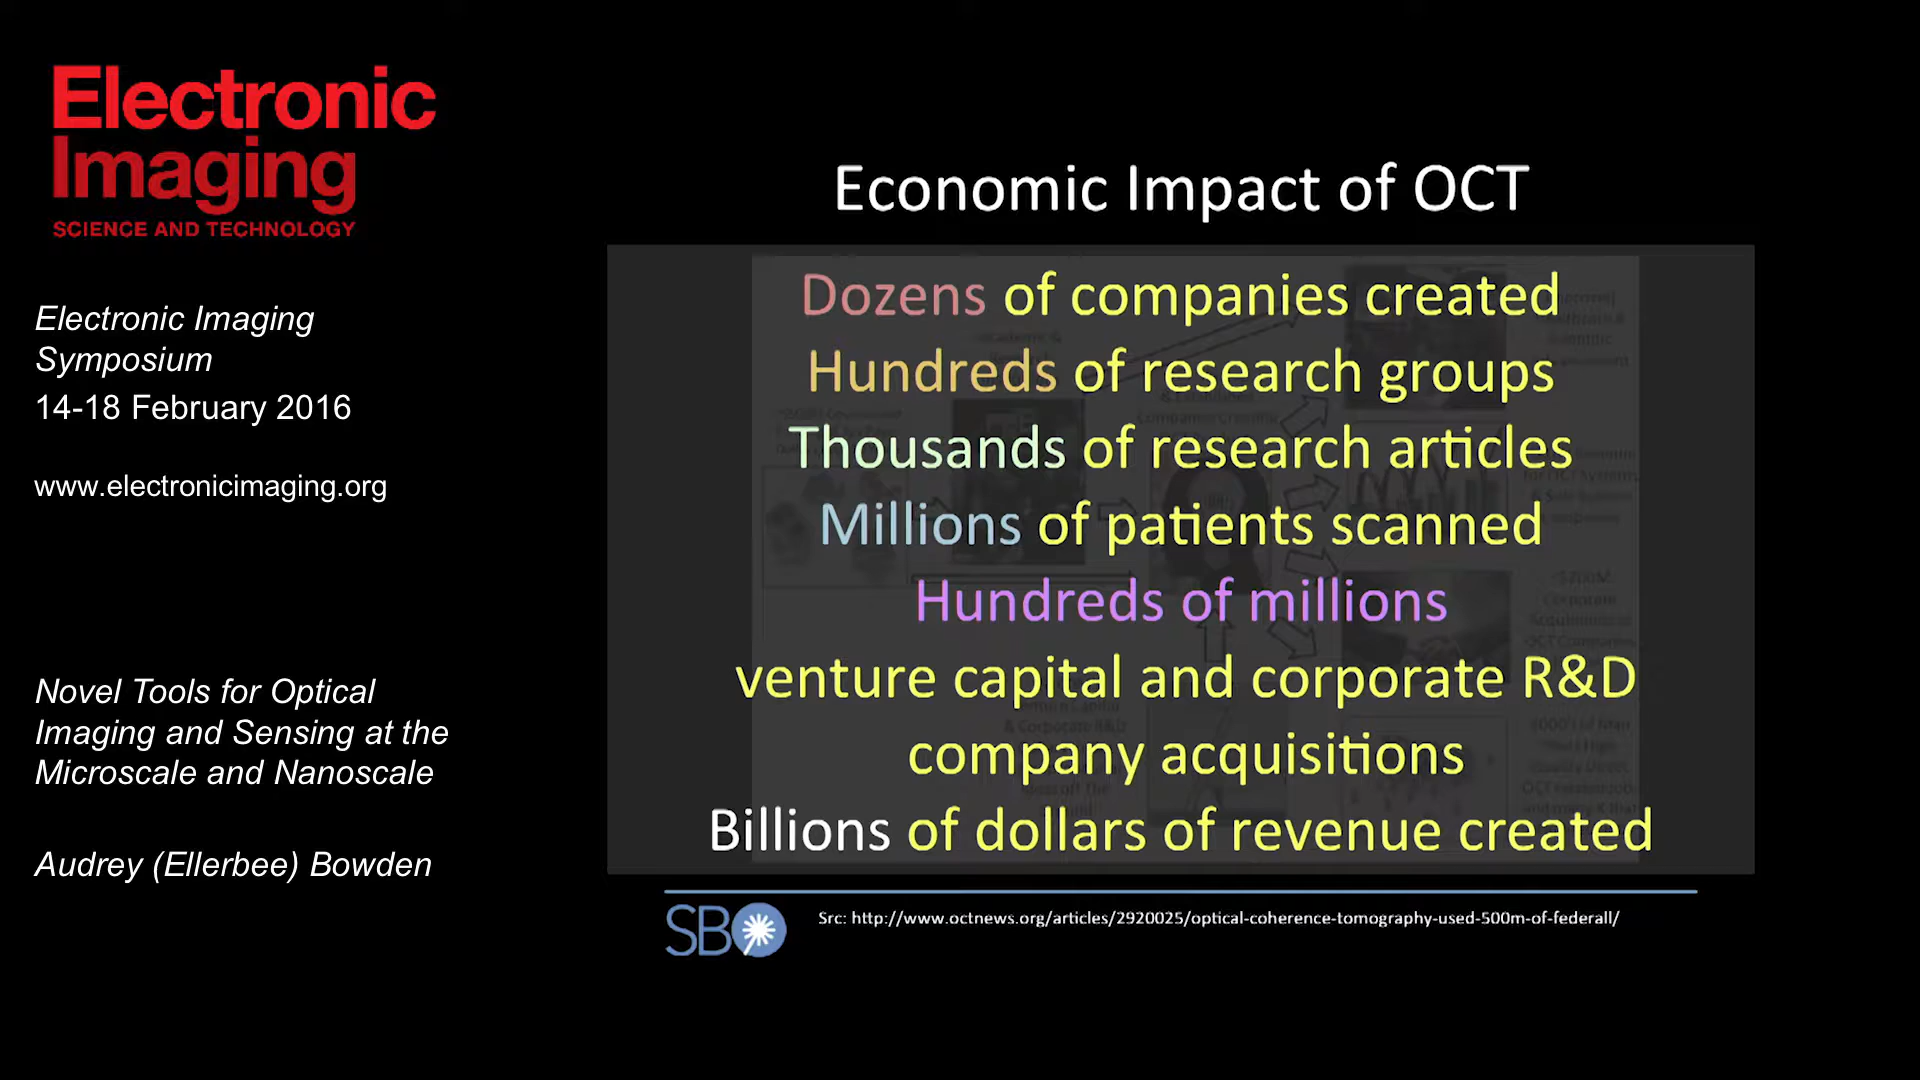 Electronic
Imaging
SCIENCE AND TECHNOLOGY
Electronic Imaging
Symposium
14-18 February 2016
www.electronicimaging.org
Novel Tools for Optical
Imaging and Sensing at the
Microscale and Nanoscale
Audrey (Ellerbee) Bowden
Economic Impact of OCT
Dozens of companies created
Hundreds of research groups
Thousands of research articles
Millions of patients scanned
Hundreds of millions
venture capital and corporate R&D
company acquisitions
Billions of dollars of revenue created
SBO
Src: http://www.octnews.org/articles/2920025/optical-coherence-tomography-used-500m-of-federall/